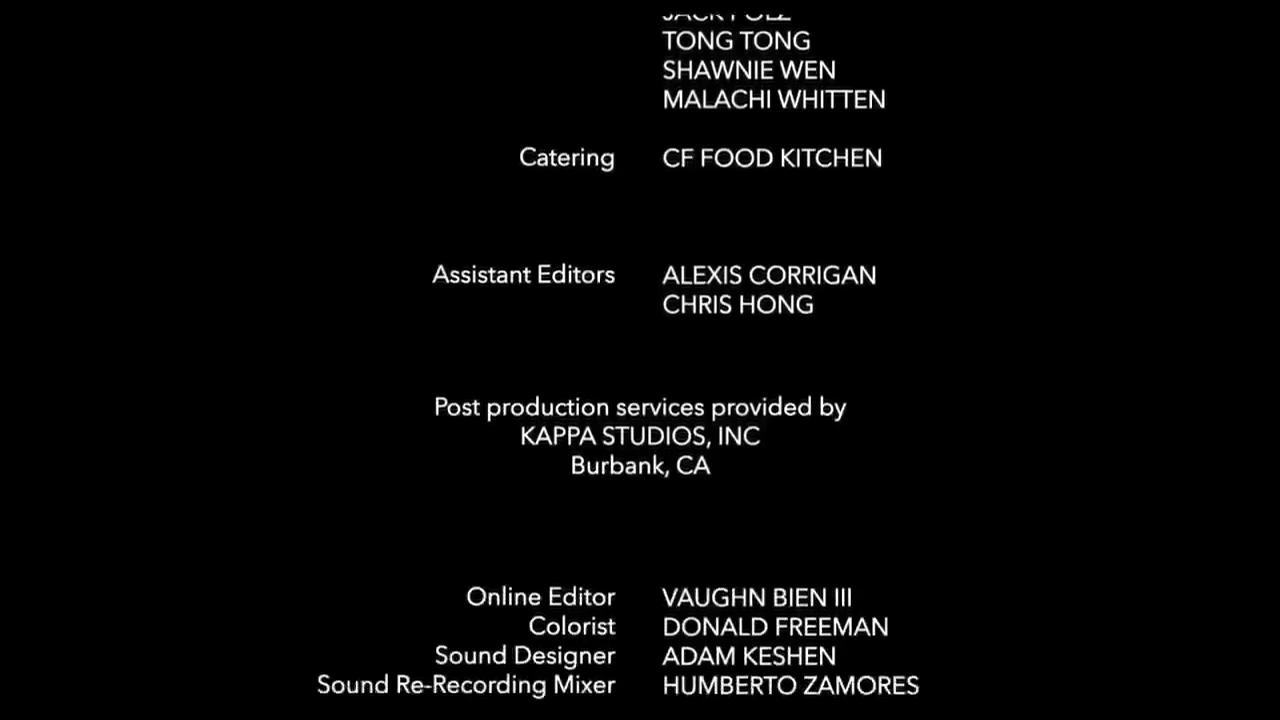 TONG TONG
SHAWNIE WEN
MALACHI WHITTEN
Catering CF FOOD KITCHEN
Assistant Editors ALEXIS CORRIGAN
CHRIS HONG
Post production services provided by
KAPPA STUDIOS, INC
Burbank, CA
Online Editor VAUGHN BIEN III
Colorist DONALD FREEMAN
Sound Designer ADAM KESHEN
Sound Re-Recording Mixer HUMBERTO ZAMORES